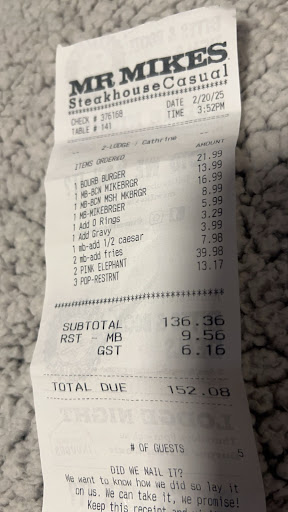 MR MIKES
SteakhouseCasual
CHECK # 376168 DATE 2/20/25
TABLE # 141 TIME 3:52PM
2-LODGE / Cathrine
ITEMS ORDERED AMOUNT
1 BOURB BURGER 21.99
1 MB-BCN MIKEBRGR 13.99
1 MB-BCN MSH MKBRGR 16.99
1 MB-MIKEBRGER 8.99
1 Add O Rings 5.99
1 Add Gravy 3.29
1 mb-add 1/2 caesar 3.99
2 mb-add fries 7.98
2 PINK ELEPHANT 39.98
3 POP-RESTRNT 13.17
SUBTOTAL 136.36
RST - MB 9.56
GST 6.16
TOTAL DUE 152.08
# OF GUESTS 5
DID WE NAIL IT?
We want to know how we did so lay it
on us. We can take it, we promise!
Keep this receipt and